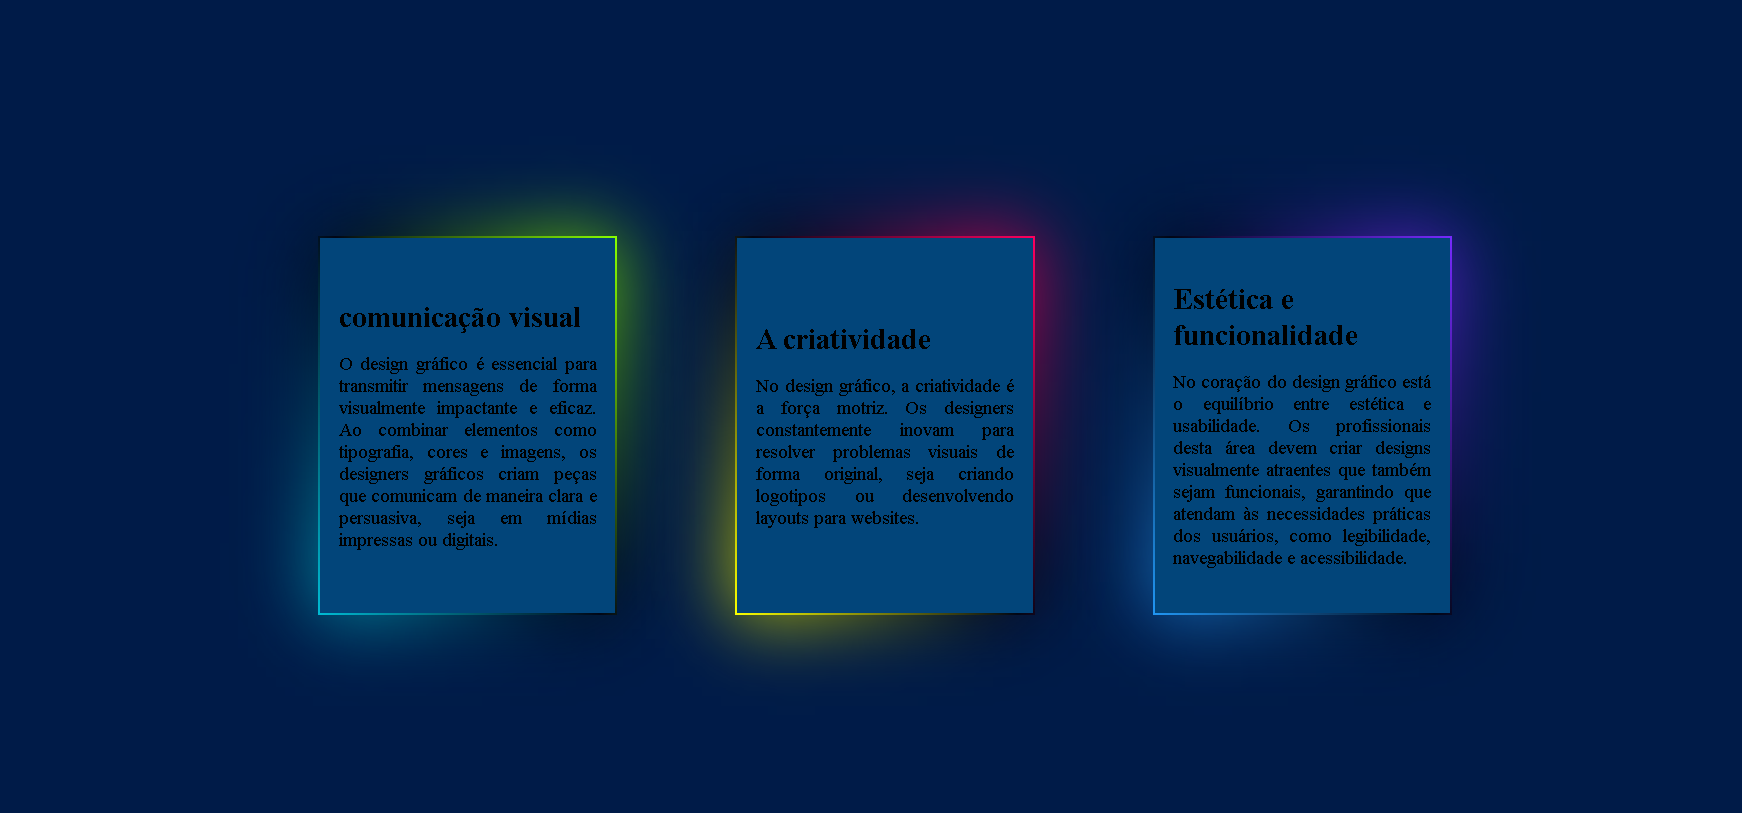 comunicação visual
O design gráfico é essencial para
transmitir mensagens de forma
visualmente impactante e eficaz.
Ao combinar elementos como
tipografia, cores e imagens, os
designers gráficos criam peças
que comunicam de maneira clara e
persuasiva, seja em mídias
impressas ou digitais.
A criatividade
No design gráfico, a criatividade é
a força motriz. Os designers
constantemente inovam para
resolver problemas visuais de
forma original, seja criando
logotipos ou desenvolvendo
layouts para websites.
Estética e
funcionalidade
No coração do design gráfico está
o equilíbrio entre estética e
usabilidade. Os profissionais
desta área devem criar designs
visualmente atraentes que também
sejam funcionais, garantindo que
atendam às necessidades práticas
dos usuários, como legibilidade,
navegabilidade e acessibilidade.